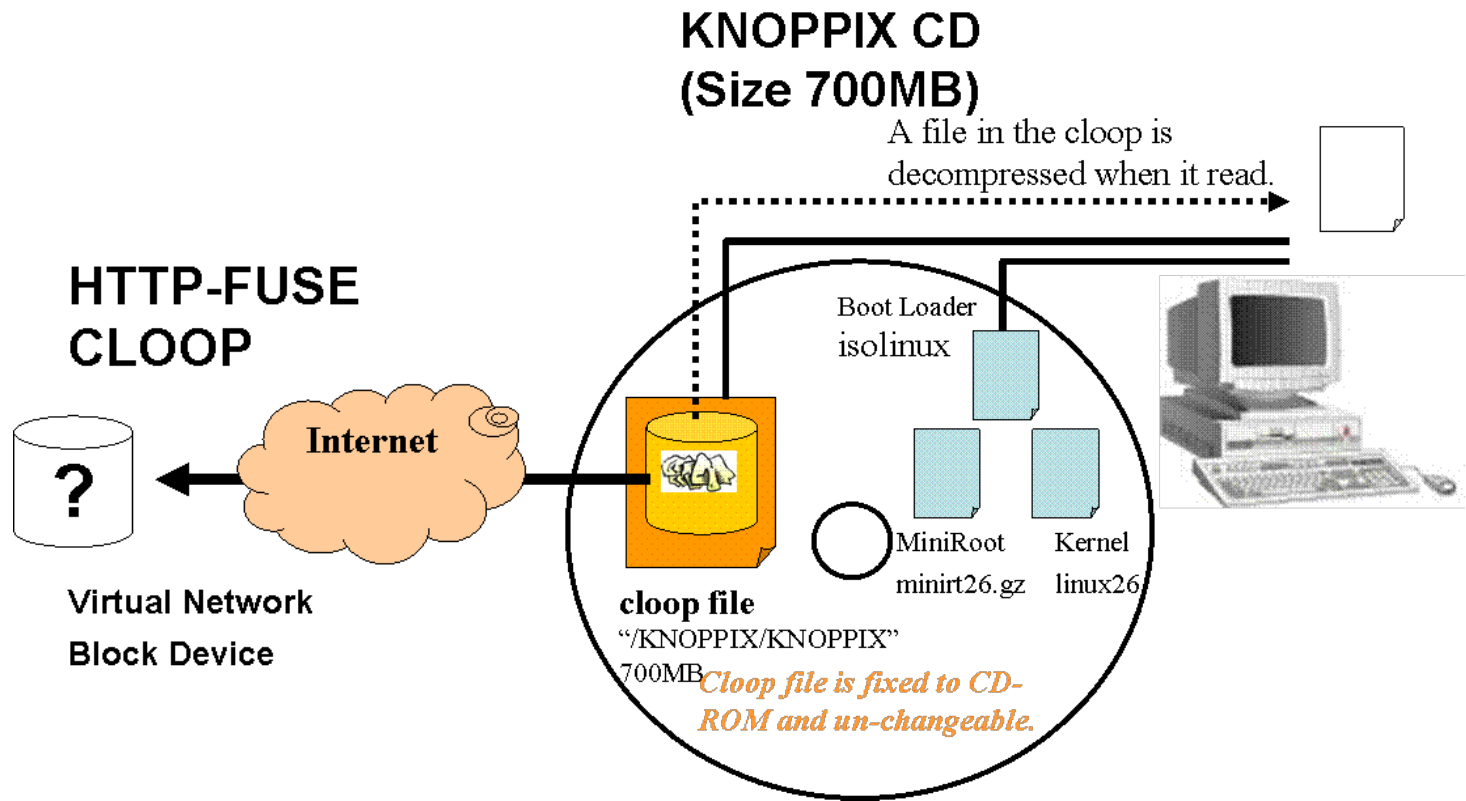 KNOPPIX CD
(Size 700MB)
A file in the cloop is
decompressed when it read.
HTTP-FUSE
CLOOP
Boot Loader
isolinux
Internet
?
MiniRoot
minirt26.gz
Kernel
linux26
Virtual Network
Block Device
cloop file
“/KNOPPIX/KNOPPIX”
700MB
Cloop file is fixed to CD-
ROM and un-changeable.